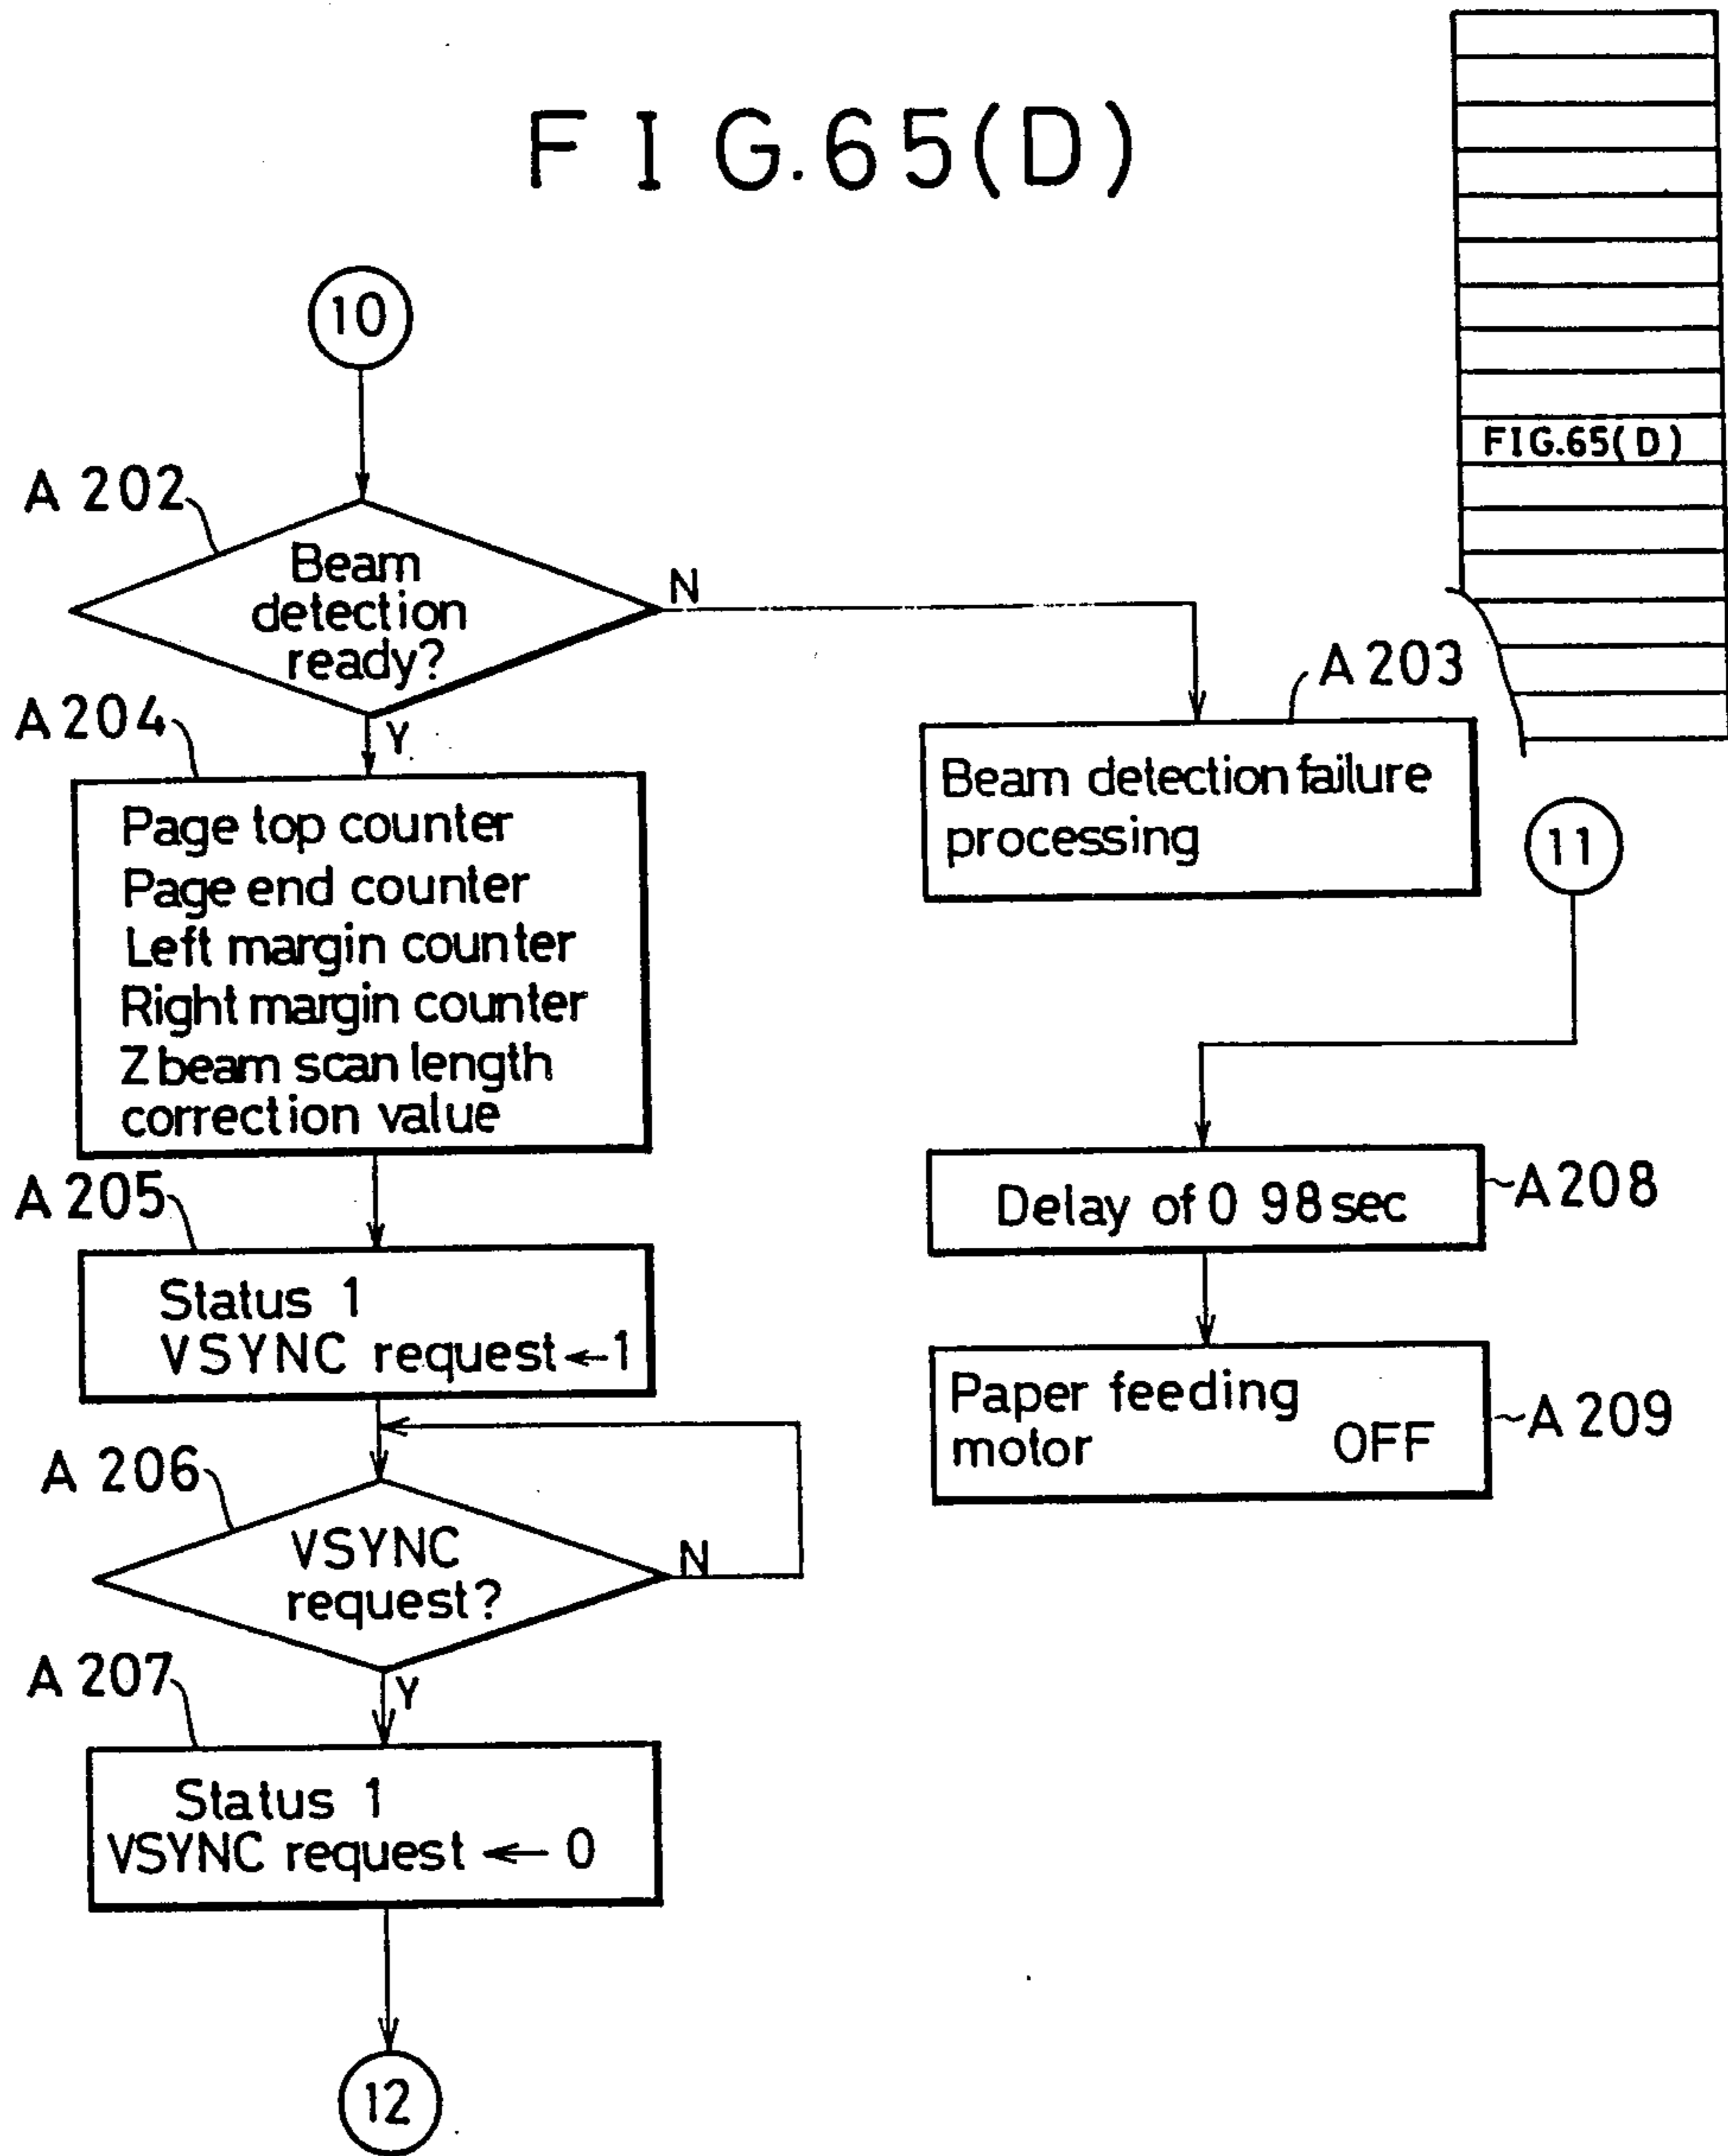 FIG.65(D)
FIG.65(D)
10
A 202
Beam
detection
ready?
N
Y
A 203
Beam detection failure
processing
A 204
Page top counter
Page end counter
Left margin counter
Right margin counter
Z beam scan length
correction value
A 205
Status 1
VSYNC request ← 1
A 206
VSYNC
request?
N
Y
A 207
Status 1
VSYNC request ← 0
12
11
Delay of 0 98 sec
A 208
Paper feeding
motor OFF
A 209